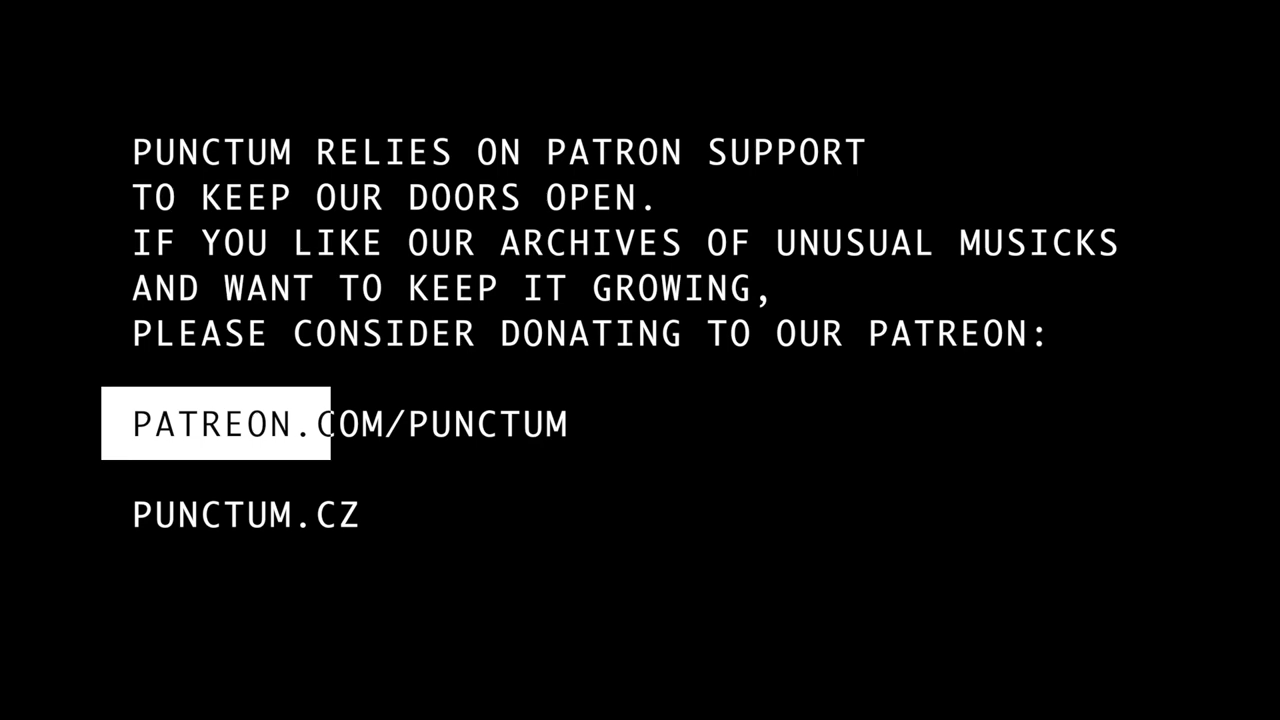 PUNCTUM RELIES ON PATRON SUPPORT
TO KEEP OUR DOORS OPEN.
IF YOU LIKE OUR ARCHIVES OF UNUSUAL MUSICKS
AND WANT TO KEEP IT GROWING,
PLEASE CONSIDER DONATING TO OUR PATREON:
PATREON.COM/PUNCTUM
PUNCTUM.CZ